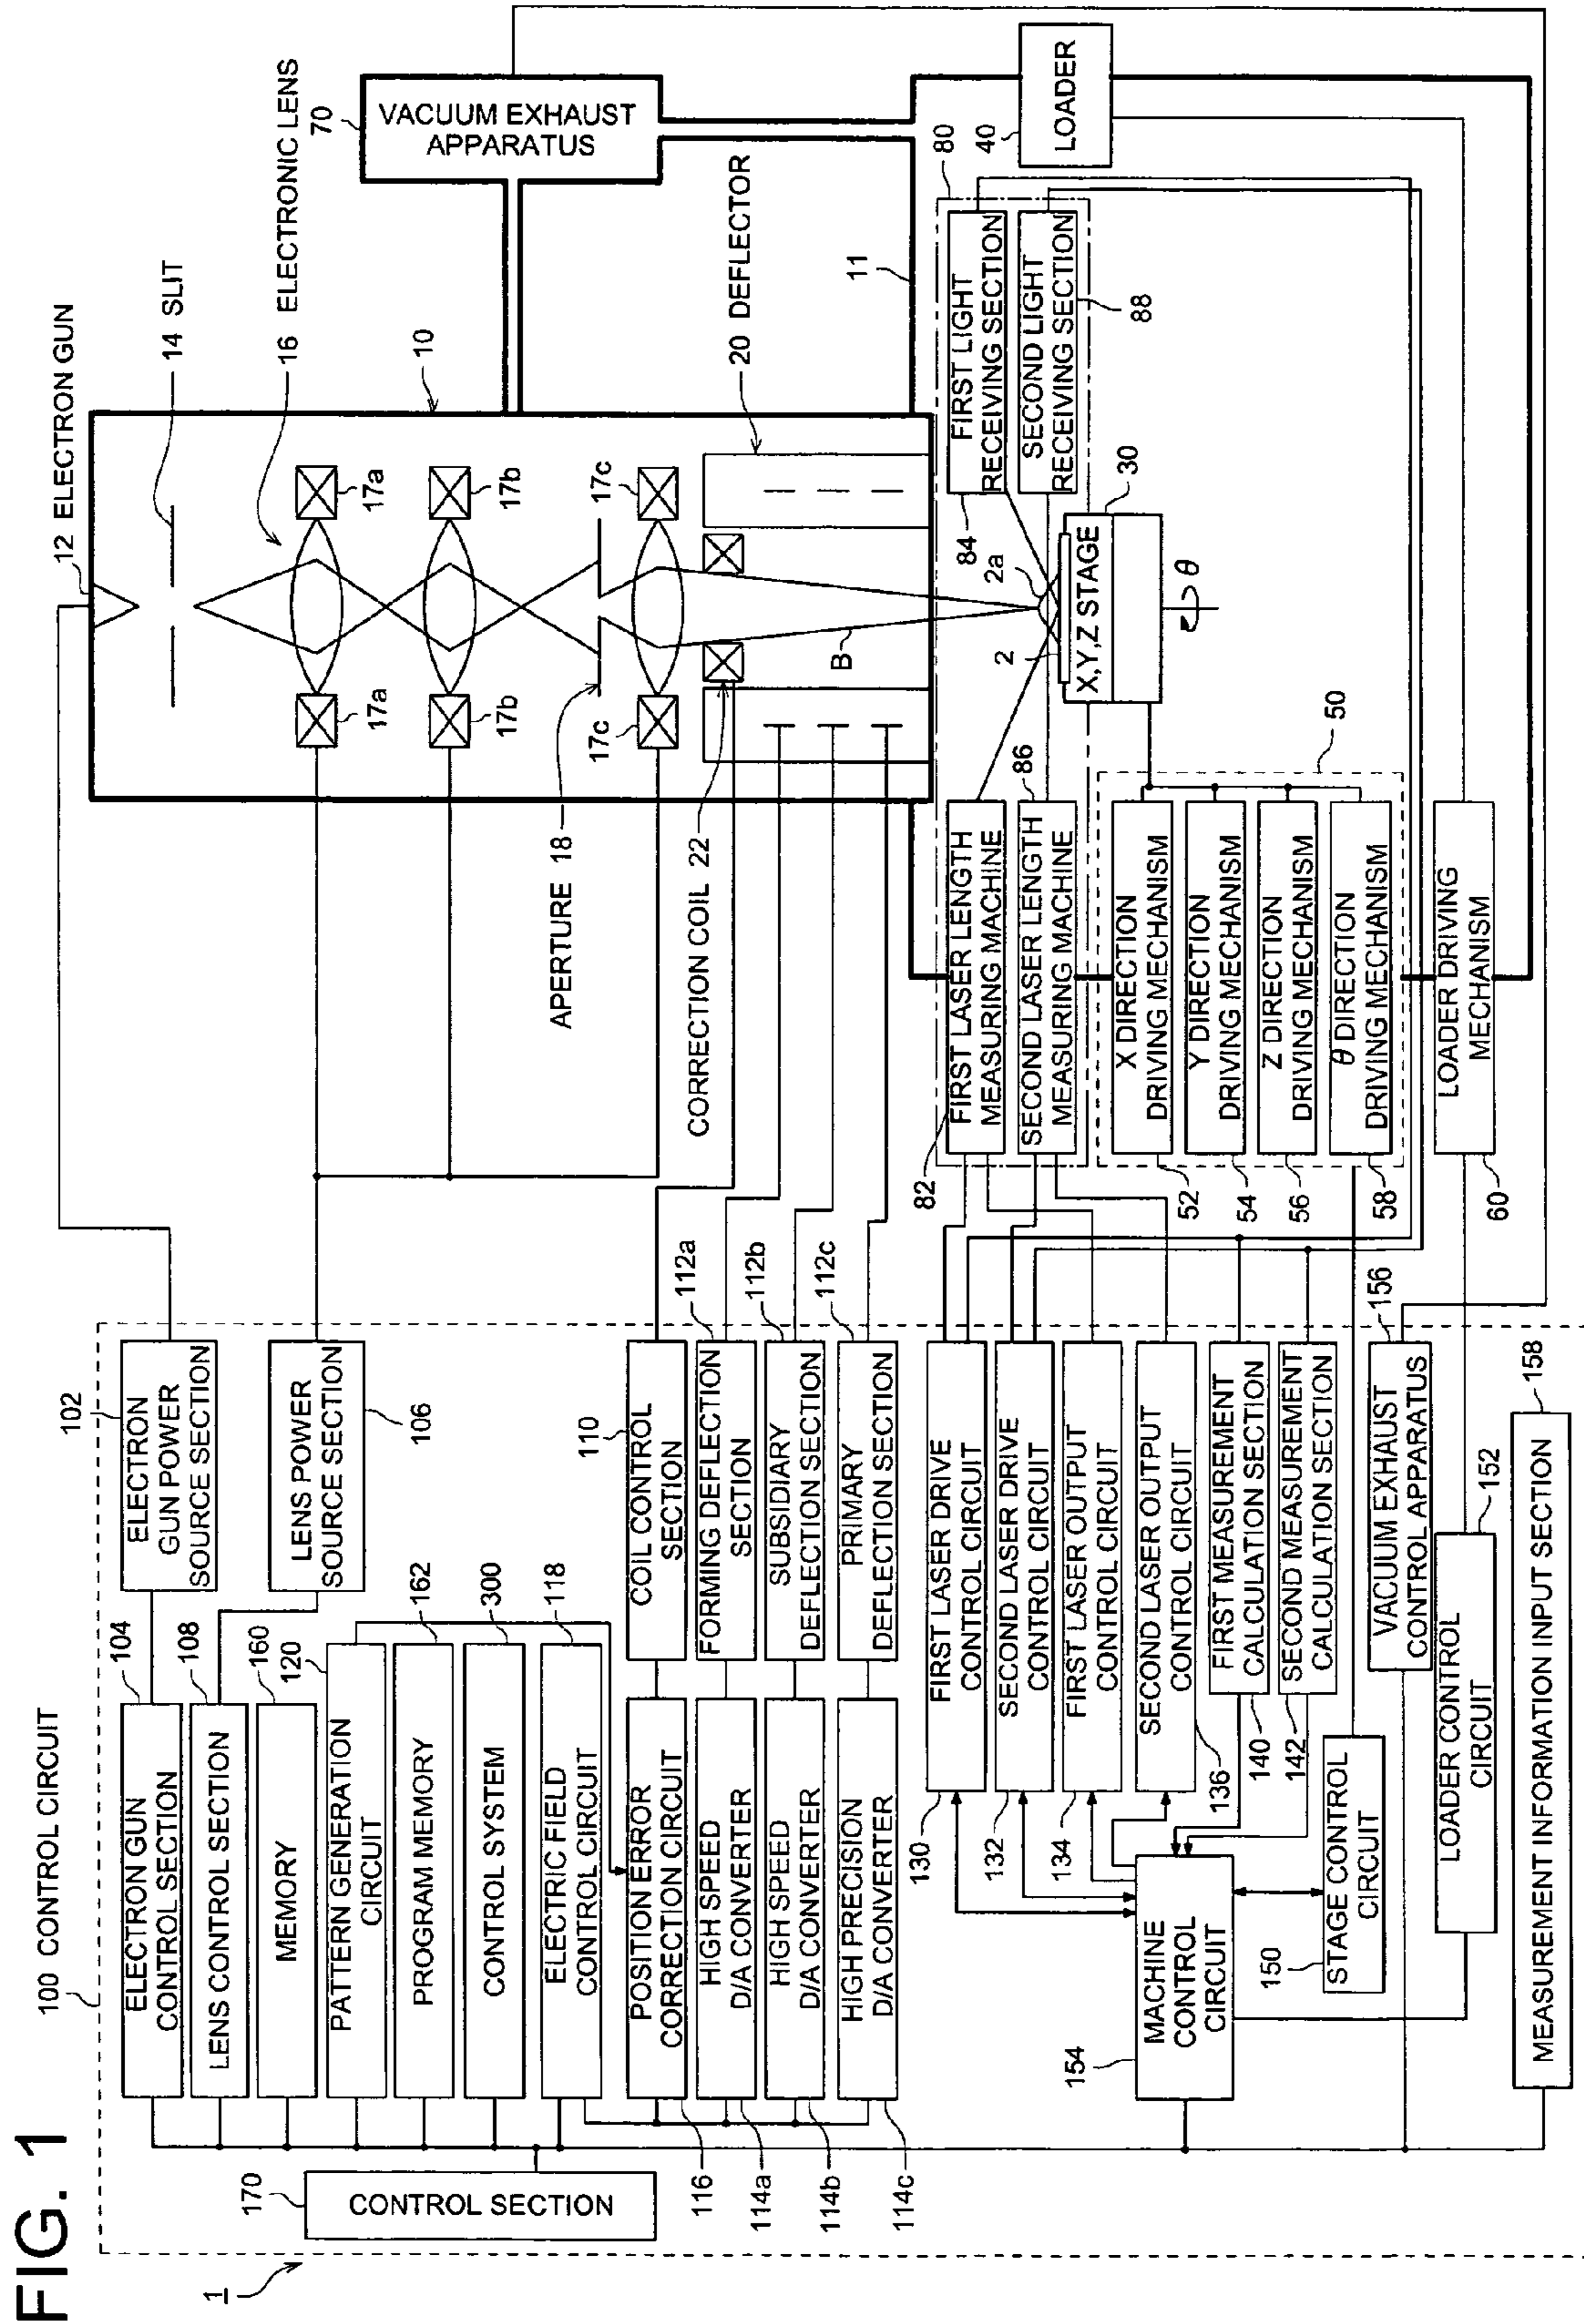 FIG. 1
1
100 CONTROL CIRCUIT
170
CONTROL SECTION
104
ELECTRON GUN
CONTROL SECTION
108
LENS CONTROL SECTION
160
MEMORY
120
PATTERN GENERATION
CIRCUIT
162
PROGRAM MEMORY
300
CONTROL SYSTEM
118
ELECTRIC FIELD
CONTROL CIRCUIT
POSITION ERROR
CORRECTION CIRCUIT
116
HIGH SPEED
D/A CONVERTER
114a
HIGH SPEED
D/A CONVERTER
114b
HIGH PRECISION
D/A CONVERTER
114c
102
ELECTRON
GUN POWER
SOURCE SECTION
LENS POWER
SOURCE SECTION
106
110
COIL CONTROL
SECTION
112a
FORMING DEFLECTION
SECTION
112b
SUBSIDIARY
DEFLECTION SECTION
112c
PRIMARY
DEFLECTION SECTION
FIRST LASER DRIVE
CONTROL CIRCUIT
130
SECOND LASER DRIVE
CONTROL CIRCUIT
132
FIRST LASER OUTPUT
CONTROL CIRCUIT
134
SECOND LASER OUTPUT
CONTROL CIRCUIT
136
FIRST MEASUREMENT
CALCULATION SECTION
140
SECOND MEASUREMENT
CALCULATION SECTION
142
MACHINE
CONTROL
CIRCUIT
154
STAGE CONTROL
CIRCUIT
150
156
VACUUM EXHAUST
CONTROL APPARATUS
LOADER CONTROL
CIRCUIT
152
158
MEASUREMENT INFORMATION INPUT SECTION
12 ELECTRON GUN
14 SLIT
16 ELECTRONIC LENS
10
17a
17a
17b
17b
17c
17c
APERTURE 18
CORRECTION COIL 22
20 DEFLECTOR
B
11
70
VACUUM EXHAUST
APPARATUS
40
LOADER
80
FIRST LIGHT
RECEIVING SECTION
84
SECOND LIGHT
RECEIVING SECTION
88
2a
2
X,Y,Z STAGE
30
θ
FIRST LASER LENGTH
MEASURING MACHINE
82
86
SECOND LASER LENGTH
MEASURING MACHINE
50
X DIRECTION
DRIVING MECHANISM
52
Y DIRECTION
DRIVING MECHANISM
54
Z DIRECTION
DRIVING MECHANISM
56
θ DIRECTION
DRIVING MECHANISM
58
LOADER DRIVING
MECHANISM
60